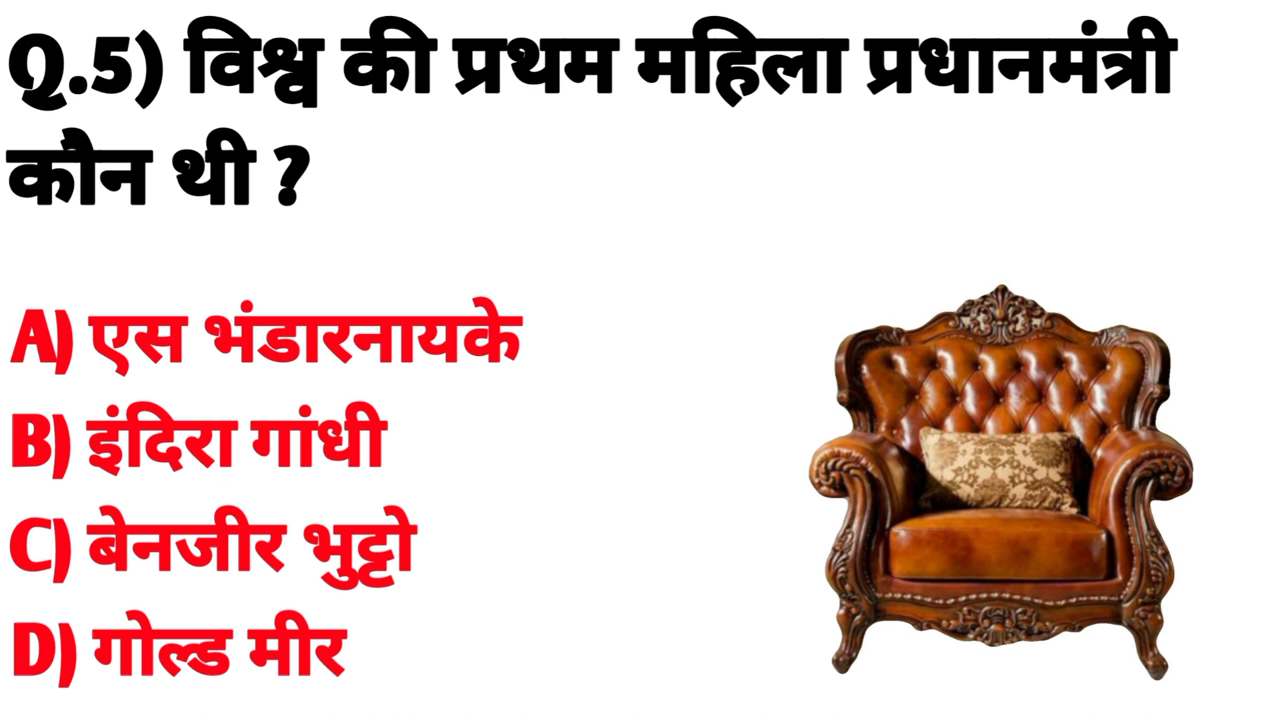 Q.5) विश्व की प्रथम महिला प्रधानमंत्री
कौन थी ?
A) एस भंडारनायके
B) इंदिरा गांधी
C) बेनजीर भुट्टो
D) गोल्ड मीर